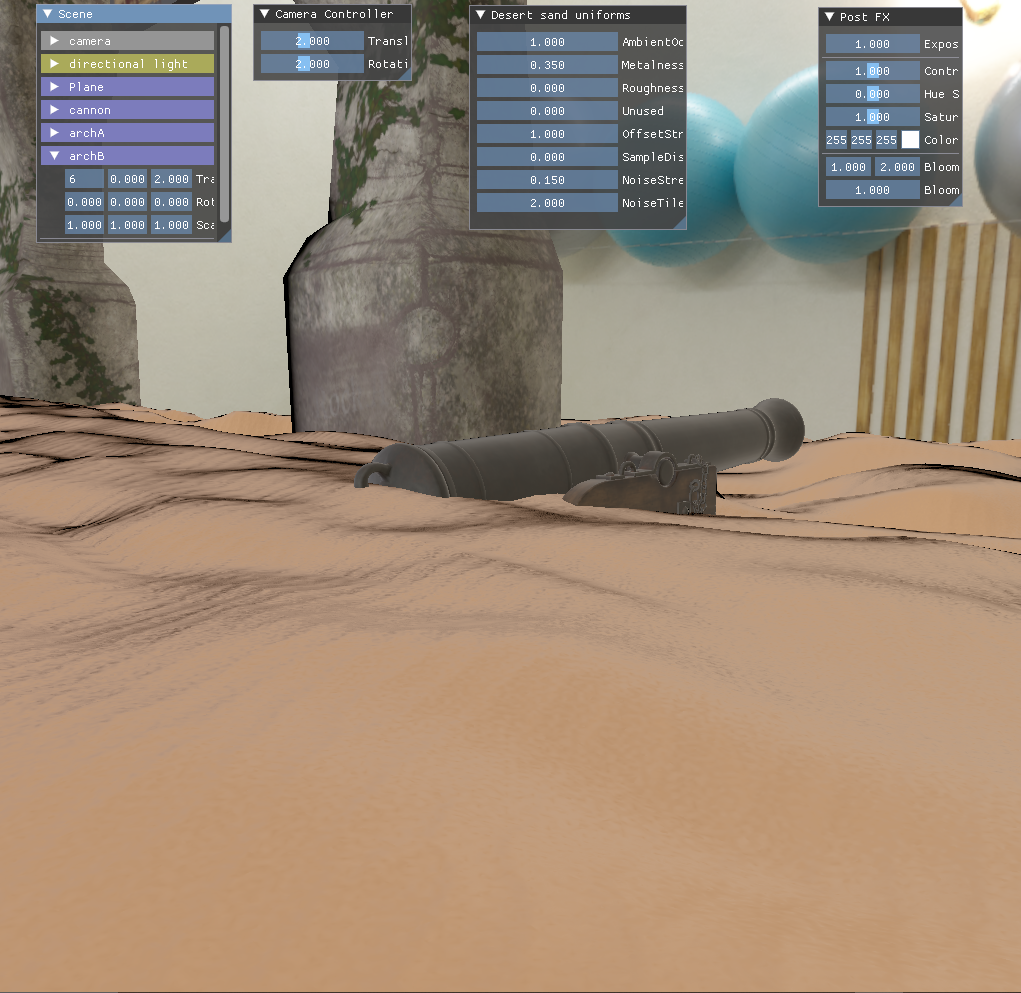 Scene
camera
directional light
Plane
cannon
archA
archB
6 0.000 2.000 Tra
0.000 0.000 0.000 Rot
1.000 1.000 1.000 Sca
Camera Controller
2.000 Transl
2.000 Rotati
Desert sand uniforms
1.000 AmbientOc
0.350 Metalness
0.000 Roughness
0.000 Unused
1.000 OffsetStr
0.000 SampleDis
0.150 NoiseStre
2.000 NoiseTile
Post FX
1.000 Expos
1.000 Contr
0.000 Hue S
1.000 Satur
255 255 255 Color
1.000 2.000 Bloom
1.000 Bloom